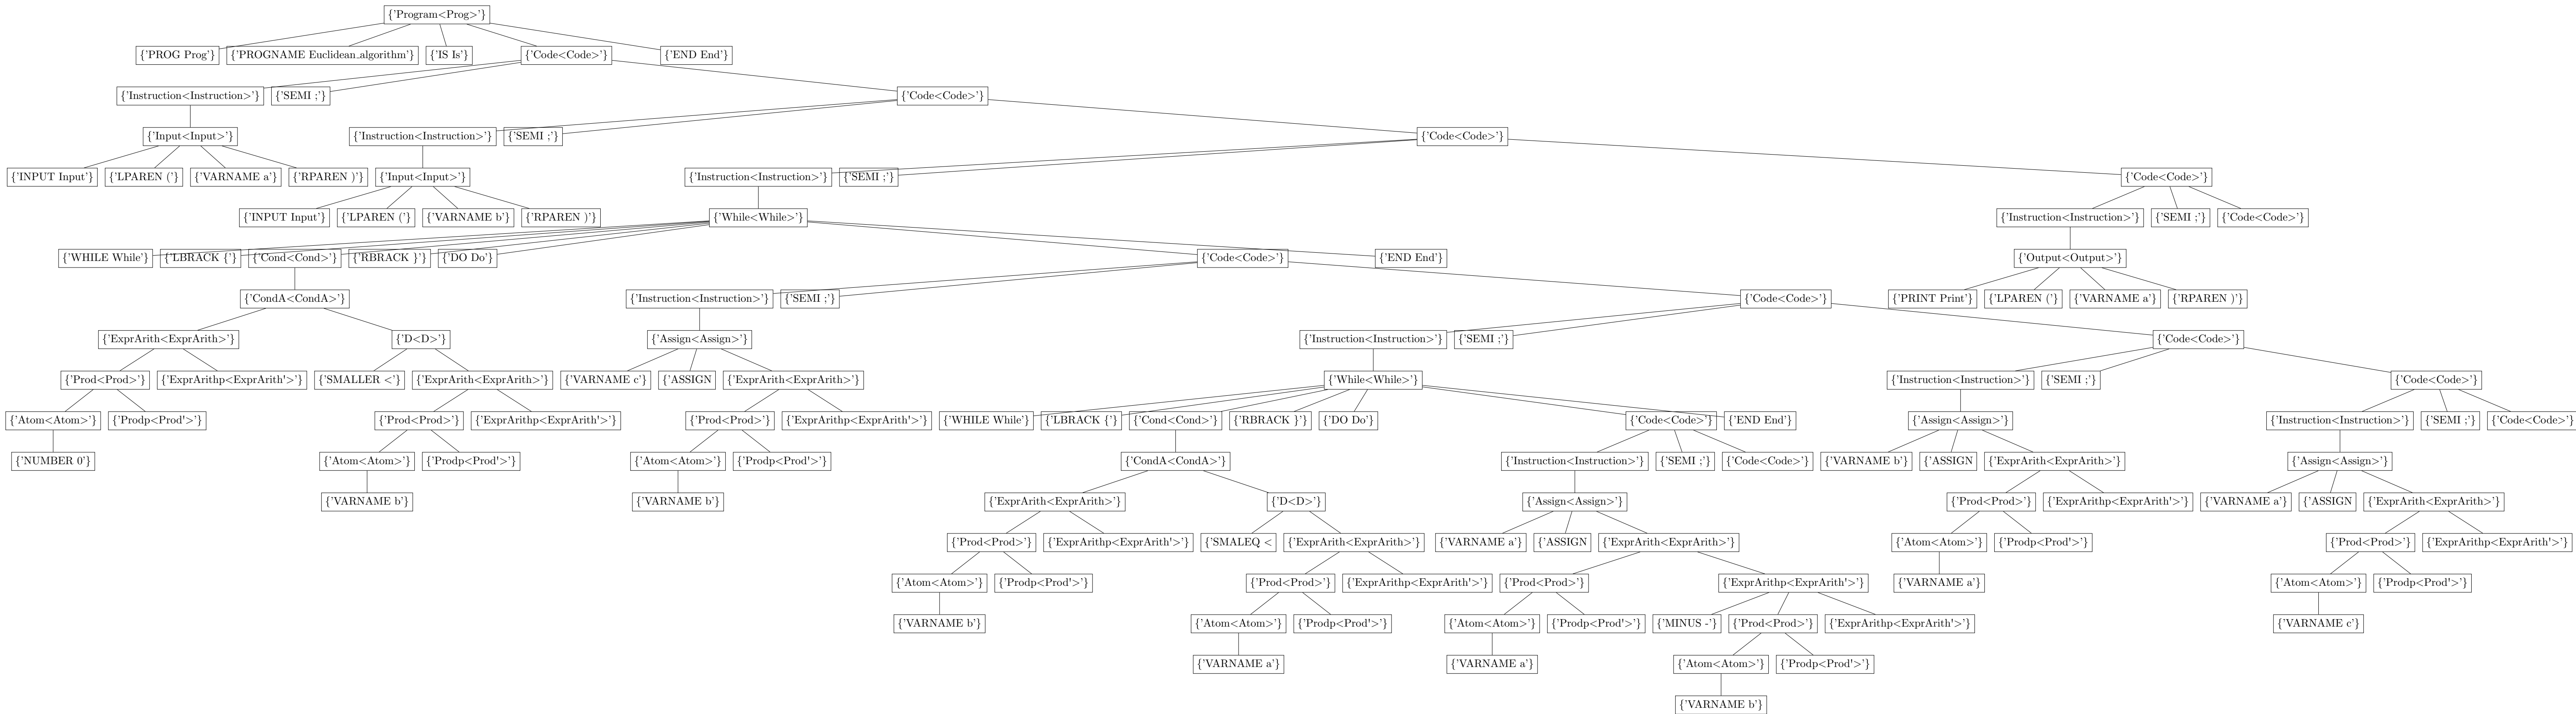 {'Program<Prog>'}
{'PROG Prog'} {'PROGNAME Euclidean_algorithm'} {'IS Is'} {'Code<Code>'} {'END End'}
{'Instruction<Instruction>'} {'SEMI ;'} {'Code<Code>'}
{'Input<Input>'} {'Instruction<Instruction>'} {'SEMI ;'} {'Code<Code>'}
{'INPUT Input'} {'LPAREN ('} {'VARNAME a'} {'RPAREN )'} {'Input<Input>'} {'Instruction<Instruction>'} {'SEMI ;'} {'Code<Code>'}
{'INPUT Input'} {'LPAREN ('} {'VARNAME b'} {'RPAREN )'} {'While<While>'} {'Instruction<Instruction>'} {'SEMI ;'} {'Code<Code>'}
{'WHILE While'} {'LBRACK {'} {'Cond<Cond>'} {'RBRACK }'} {'DO Do'} {'Code<Code>'} {'END End'} {'Output<Output>'}
{'CondA<CondA>'} {'Instruction<Instruction>'} {'SEMI ;'} {'Code<Code>'} {'PRINT Print'} {'LPAREN ('} {'VARNAME a'} {'RPAREN )'}
{'ExprArith<ExprArith>'} {'D<D>'} {'Assign<Assign>'} {'Instruction<Instruction>'} {'SEMI ;'} {'Code<Code>'}
{'Prod<Prod>'} {'ExprArithp<ExprArith'>'} {'SMALLER <'} {'ExprArith<ExprArith>'} {'VARNAME c'} {'ASSIGN {'ExprArith<ExprArith>'} {'While<While>'} {'Instruction<Instruction>'} {'SEMI ;'} {'Code<Code>'}
{'Atom<Atom>'} {'Prodp<Prod'>'} {'Prod<Prod>'} {'ExprArithp<ExprArith'>'} {'Prod<Prod>'} {'ExprArithp<ExprArith'>'} {'WHILE While'} {'LBRACK {'} {'Cond<Cond>'} {'RBRACK }'} {'DO Do'} {'Code<Code>'} {'END End'} {'Assign<Assign>'} {'Instruction<Instruction>'} {'SEMI ;'} {'Code<Code>'}
{'NUMBER 0'} {'Atom<Atom>'} {'Prodp<Prod'>'} {'Atom<Atom>'} {'Prodp<Prod'>'} {'CondA<CondA>'} {'Instruction<Instruction>'} {'SEMI ;'} {'Code<Code>'} {'VARNAME b'} {'ASSIGN {'ExprArith<ExprArith>'} {'Assign<Assign>'}
{'VARNAME b'} {'VARNAME b'} {'ExprArith<ExprArith>'} {'D<D>'} {'Assign<Assign>'} {'Prod<Prod>'} {'ExprArithp<ExprArith'>'} {'VARNAME a'} {'ASSIGN {'ExprArith<ExprArith>'}
{'Prod<Prod>'} {'ExprArithp<ExprArith'>'} {'SMALEQ < {'ExprArith<ExprArith>'} {'VARNAME a'} {'ASSIGN {'ExprArith<ExprArith>'} {'Atom<Atom>'} {'Prodp<Prod'>'} {'Prod<Prod>'} {'ExprArithp<ExprArith'>'}
{'Atom<Atom>'} {'Prodp<Prod'>'} {'Prod<Prod>'} {'ExprArithp<ExprArith'>'} {'Prod<Prod>'} {'ExprArithp<ExprArith'>'} {'VARNAME a'} {'Atom<Atom>'} {'Prodp<Prod'>'}
{'VARNAME b'} {'Atom<Atom>'} {'Prodp<Prod'>'} {'Atom<Atom>'} {'Prodp<Prod'>'} {'MINUS -'} {'Prod<Prod>'} {'ExprArithp<ExprArith'>'} {'VARNAME c'}
{'VARNAME a'} {'VARNAME a'} {'Atom<Atom>'} {'Prodp<Prod'>'}
{'VARNAME b'}